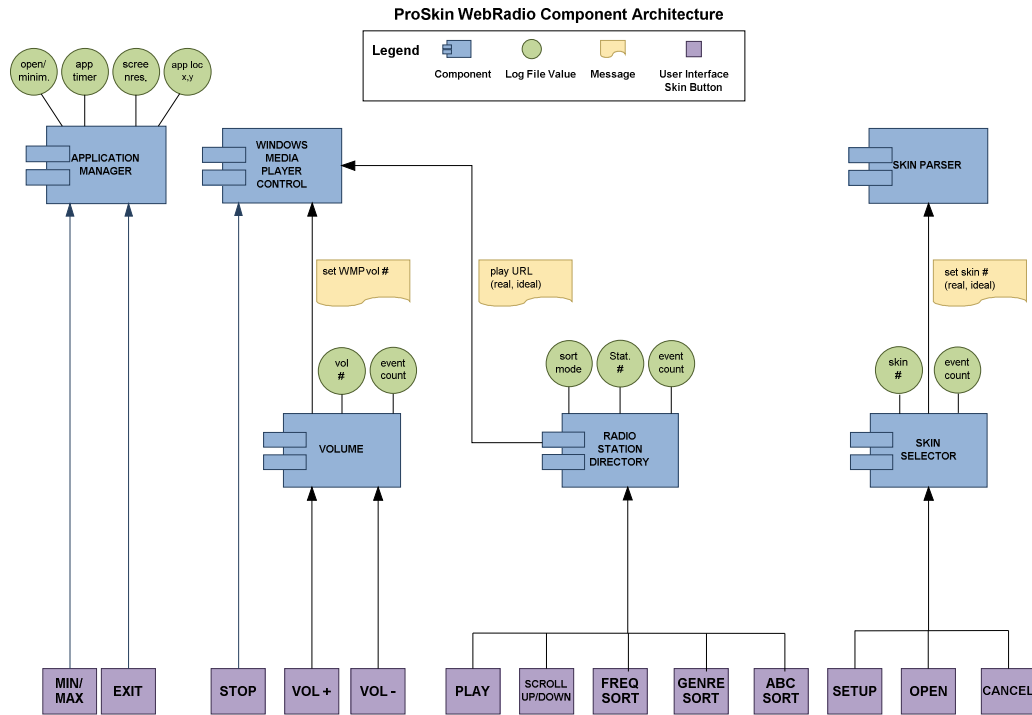 ProSkin WebRadio Component Architecture
Legend
Component
Log File Value
Message
User Interface
Skin Button
open/
minim.
app
timer
scree
nres.
app loc
x,y
APPLICATION
MANAGER
WINDOWS
MEDIA
PLAYER
CONTROL
SKIN PARSER
set WMP vol #
play URL
(real, ideal)
set skin #
(real, ideal)
vol
#
event
count
sort
mode
Stat.
#
event
count
skin
#
event
count
VOLUME
RADIO
STATION
DIRECTORY
SKIN
SELECTOR
MIN/
MAX
EXIT
STOP
VOL +
VOL -
PLAY
SCROLL
UP/DOWN
FREQ
SORT
GENRE
SORT
ABC
SORT
SETUP
OPEN
CANCEL